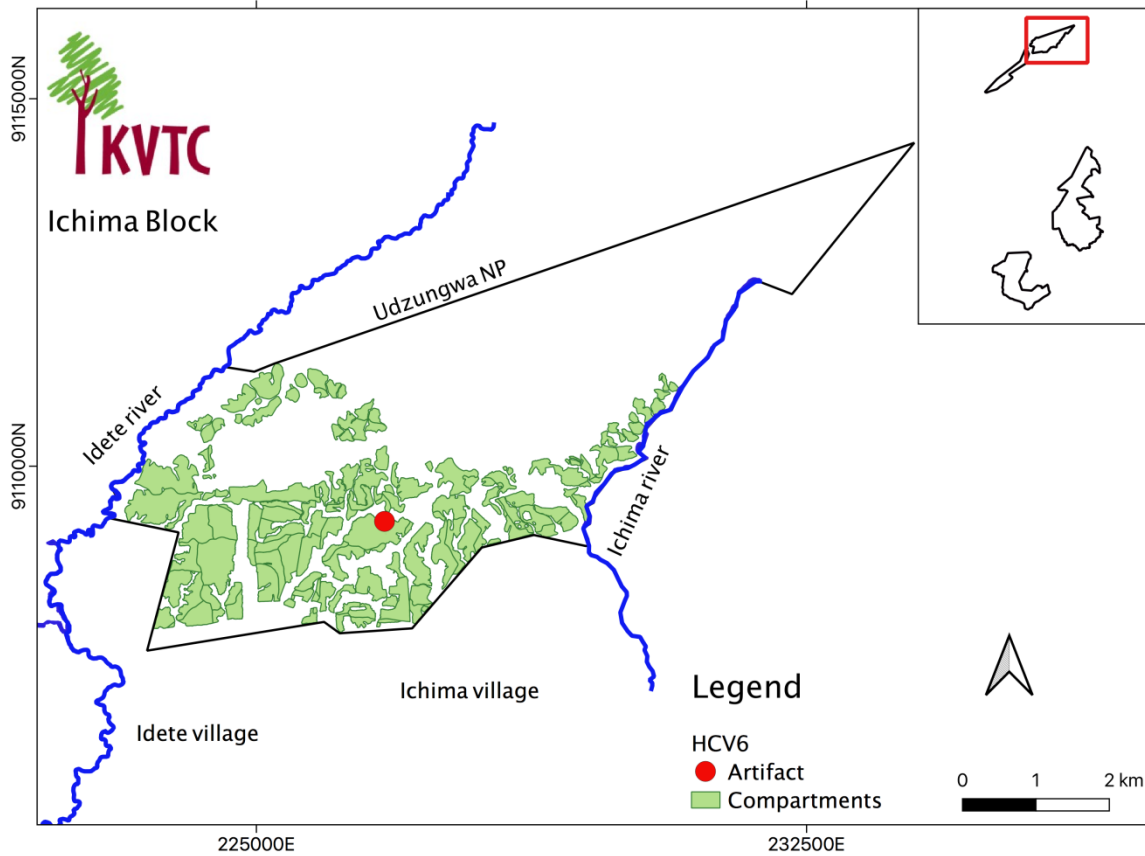 KVTC
Ichima Block
9115000N
Udzungwa NP
Idete river
9110000N
Ichima river
Ichima village
Idete village
Legend
HCV6
Artifact
Compartments
0 1 2 km
225000E
232500E